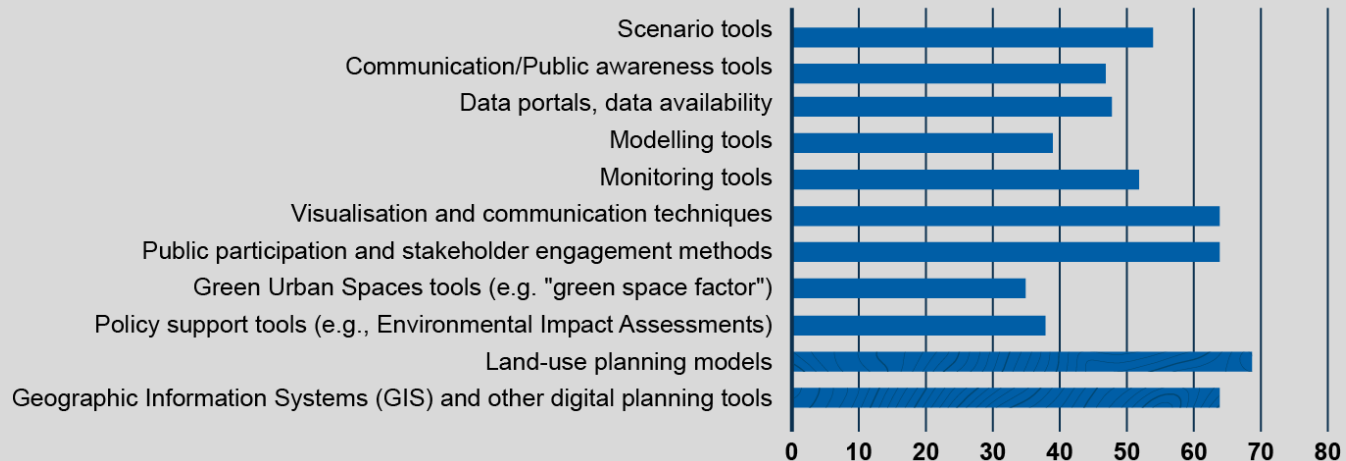 Scenario tools
Communication/Public awareness tools
Data portals, data availability
Modelling tools
Monitoring tools
Visualisation and communication techniques
Public participation and stakeholder engagement methods
Green Urban Spaces tools (e.g. "green space factor")
Policy support tools (e.g., Environmental Impact Assessments)
Land-use planning models
Geographic Information Systems (GIS) and other digital planning tools
0 10 20 30 40 50 60 70 80